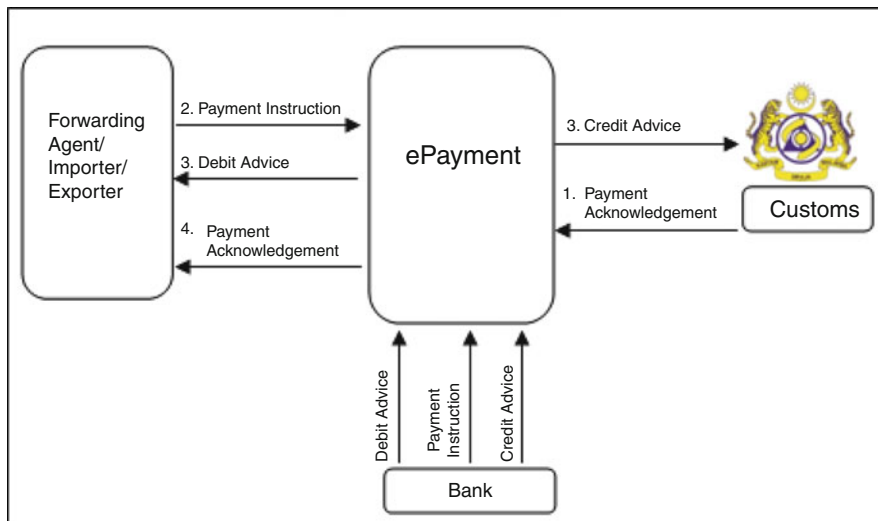 Forwarding
Agent/
Importer/
Exporter
2. Payment Instruction
3. Debit Advice
4. Payment
Acknowledgement
ePayment
3. Credit Advice
1. Payment
Acknowledgement
Customs
Debit Advice
Payment
Instruction
Credit Advice
Bank